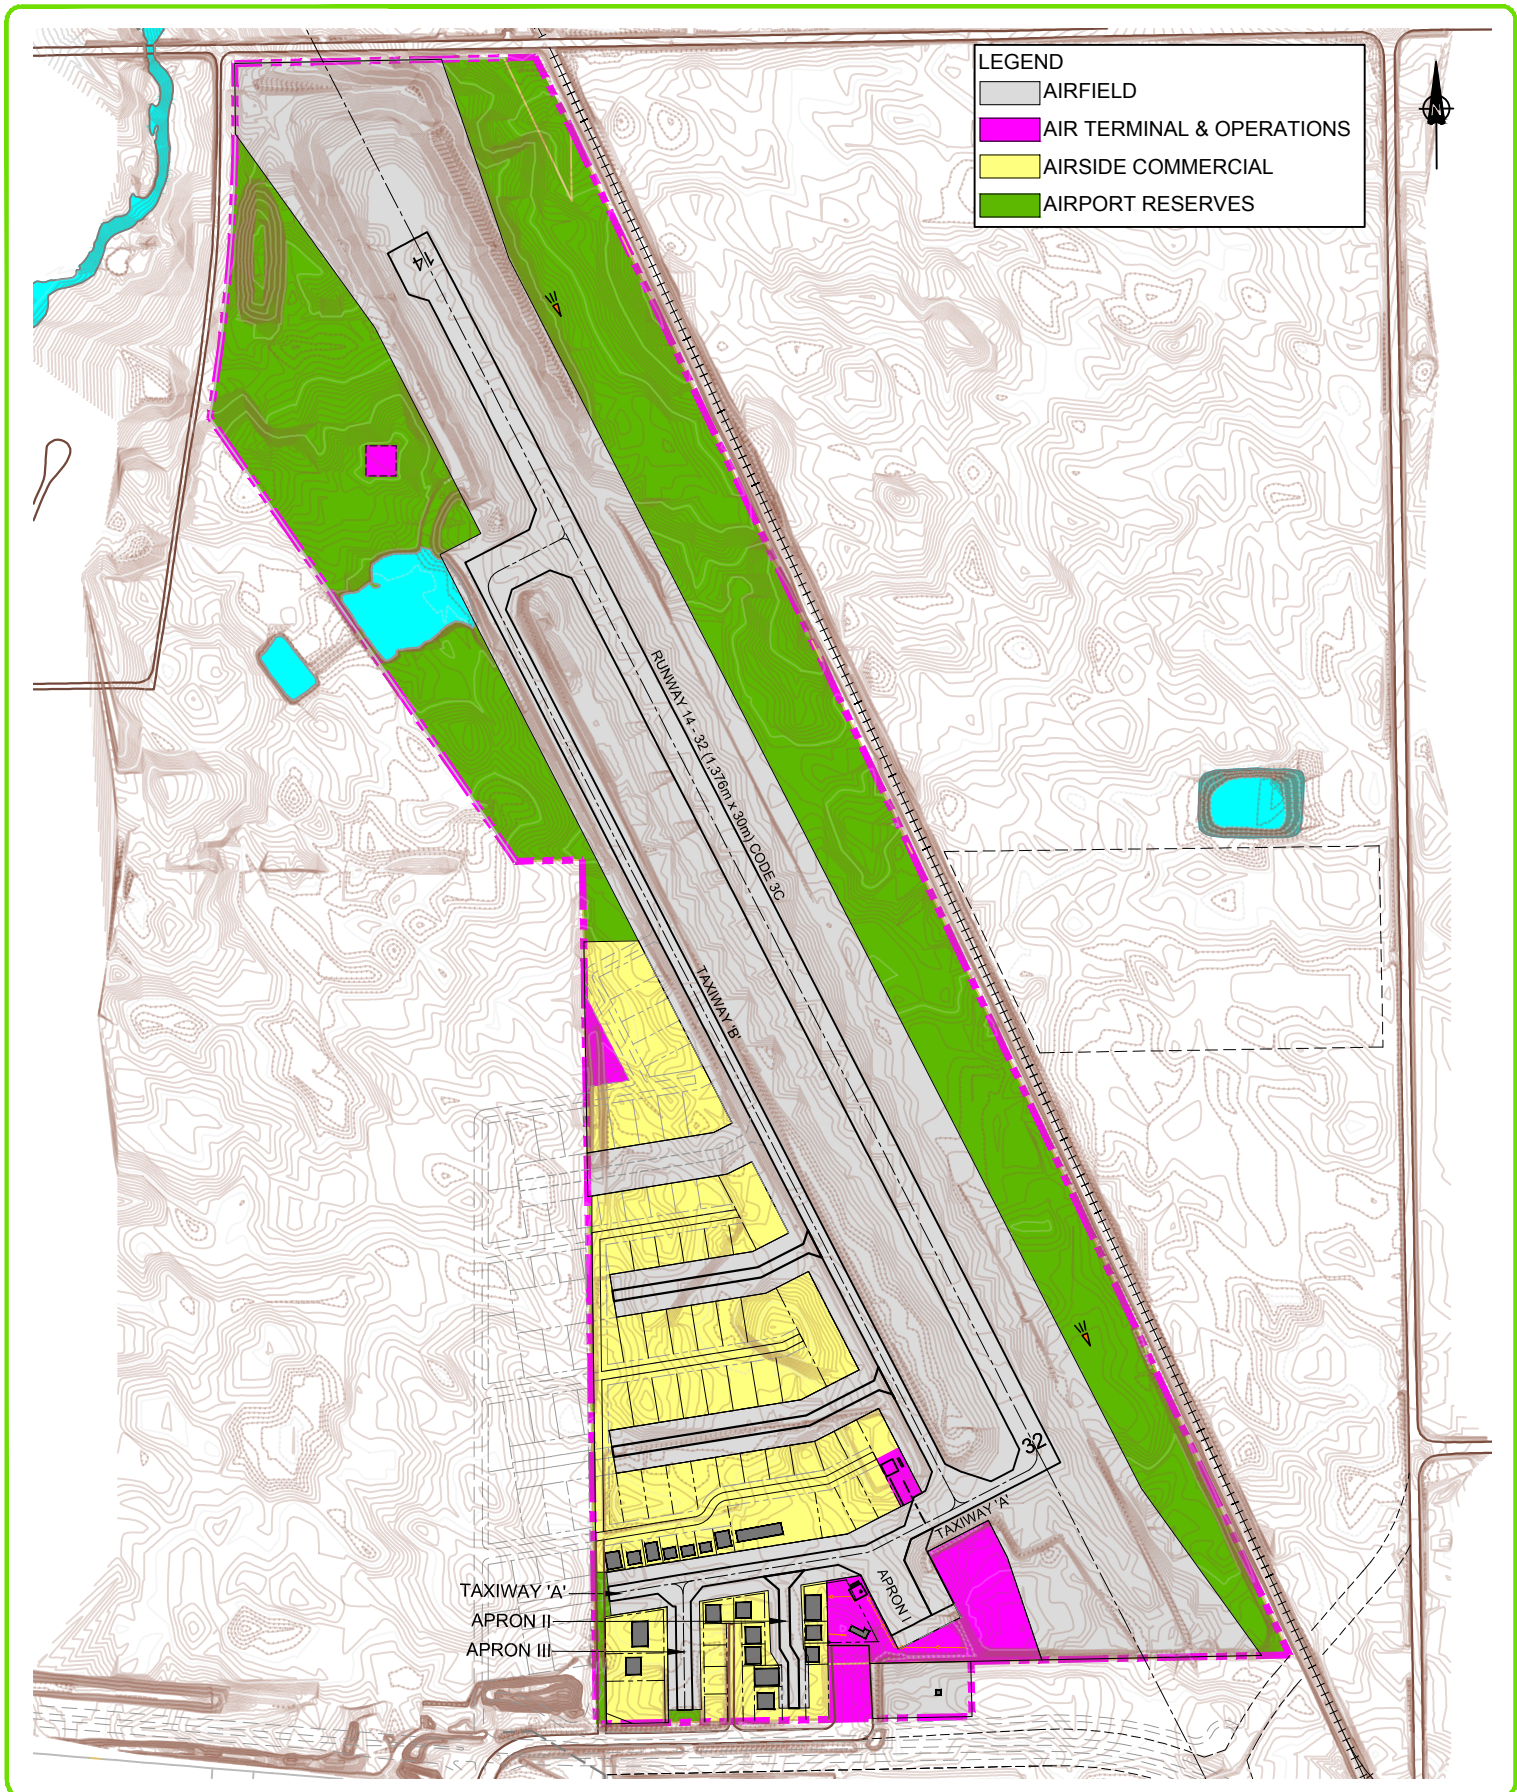 LEGEND
AIRFIELD
AIR TERMINAL & OPERATIONS
AIRSIDE COMMERCIAL
AIRPORT RESERVES
N
14
RUNWAY 14 - 32 (1,376m x 30m) CODE 3C
TAXIWAY 'B'
32
TAXIWAY 'A'
APRON I
TAXIWAY 'A'
APRON II
APRON III